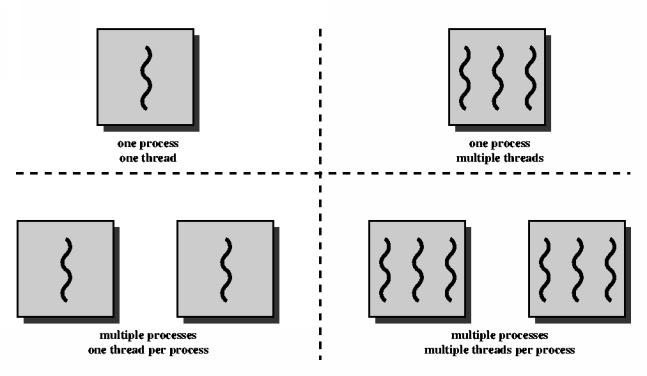 one process
one thread
one process
multiple threads
multiple processes
one thread per process
multiple processes
multiple threads per process